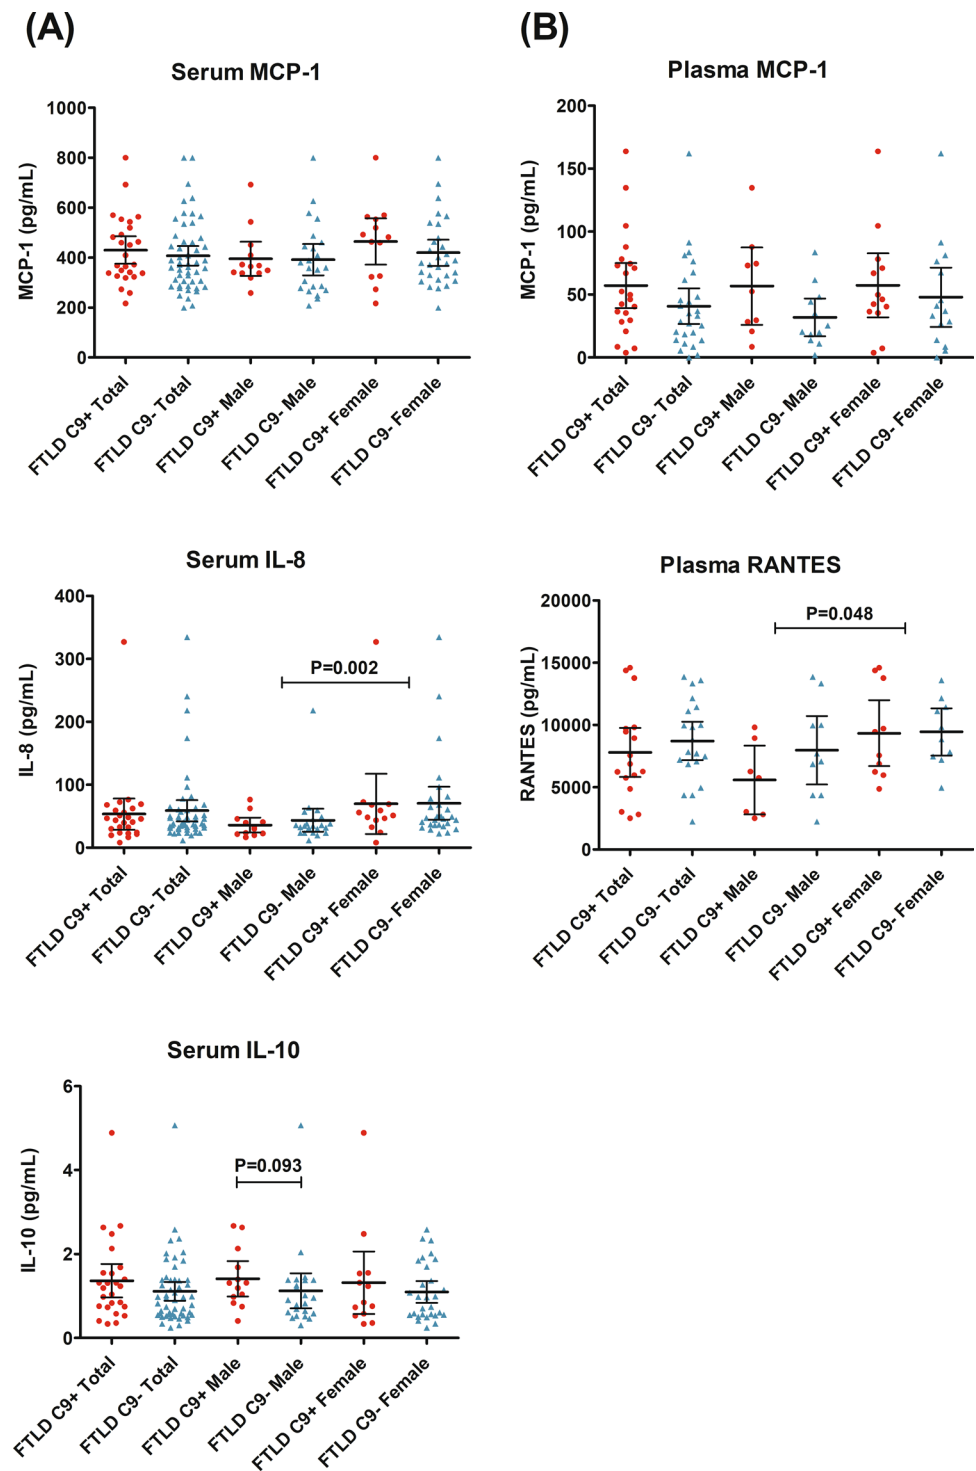 (A)
Serum MCP-1
MCP-1 (pg/mL)
1000
800
600
400
200
0
FTLD C9+ Total
FTLD C9- Total
FTLD C9+ Male
FTLD C9- Male
FTLD C9+ Female
FTLD C9- Female
Serum IL-8
IL-8 (pg/mL)
400
300
200
100
0
P=0.002
FTLD C9+ Total
FTLD C9- Total
FTLD C9+ Male
FTLD C9- Male
FTLD C9+ Female
FTLD C9- Female
Serum IL-10
IL-10 (pg/mL)
6
4
2
0
P=0.093
FTLD C9+ Total
FTLD C9- Total
FTLD C9+ Male
FTLD C9- Male
FTLD C9+ Female
FTLD C9- Female
(B)
Plasma MCP-1
MCP-1 (pg/mL)
200
150
100
50
0
FTLD C9+ Total
FTLD C9- Total
FTLD C9+ Male
FTLD C9- Male
FTLD C9+ Female
FTLD C9- Female
Plasma RANTES
RANTES (pg/mL)
20000
15000
10000
5000
0
P=0.048
FTLD C9+ Total
FTLD C9- Total
FTLD C9+ Male
FTLD C9- Male
FTLD C9+ Female
FTLD C9- Female